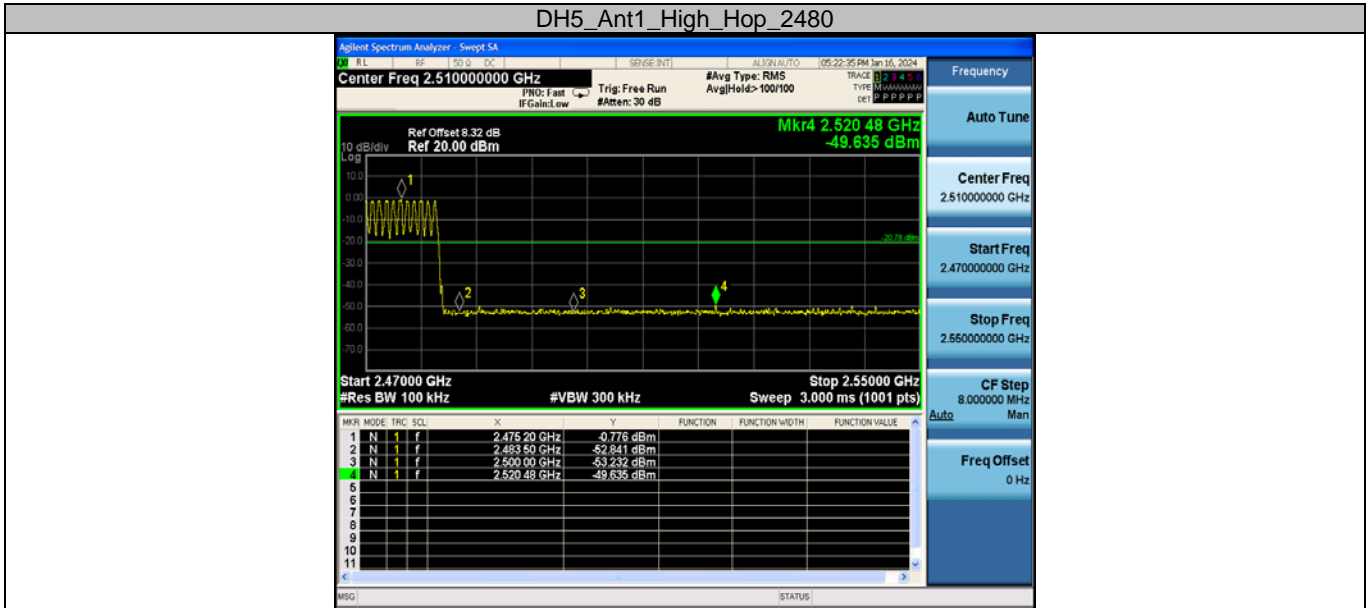 DH5_Ant1_High_Hop_2480
Agilent Spectrum Analyzer - Swept SA
RL RF 50 Ω DC SENSE:INT ALIGN AUTO 05:22:35 PM Jan 16, 2024
Center Freq 2.510000000 GHz
PNO: Fast
IFGain:Low
Trig: Free Run
#Atten: 30 dB
#Avg Type: RMS
Avg|Hold:> 100/100
TRACE 1 2 3 4 5 6
TYPE MWWWWW
DET P P P P P P
Mkr4 2.520 48 GHz
-49.635 dBm
Ref Offset 8.32 dB
10 dB/div Ref 20.00 dBm
Log
10.0
0.00
-10.0
-20.0
-30.0
-40.0
-50.0
-60.0
-70.0
1
2
3
4
-20.78 dBm
Start 2.47000 GHz Stop 2.55000 GHz
#Res BW 100 kHz #VBW 300 kHz Sweep 3.000 ms (1001 pts)
MKR MODE TRC SCL X Y FUNCTION FUNCTION WIDTH FUNCTION VALUE
1 N 1 f 2.475 20 GHz -0.776 dBm
2 N 1 f 2.483 50 GHz -52.841 dBm
3 N 1 f 2.500 00 GHz -53.232 dBm
4 N 1 f 2.520 48 GHz -49.635 dBm
5
6
7
8
9
10
11
MSG STATUS
Frequency
Auto Tune
Center Freq
2.510000000 GHz
Start Freq
2.470000000 GHz
Stop Freq
2.550000000 GHz
CF Step
8.000000 MHz
Auto Man
Freq Offset
0 Hz